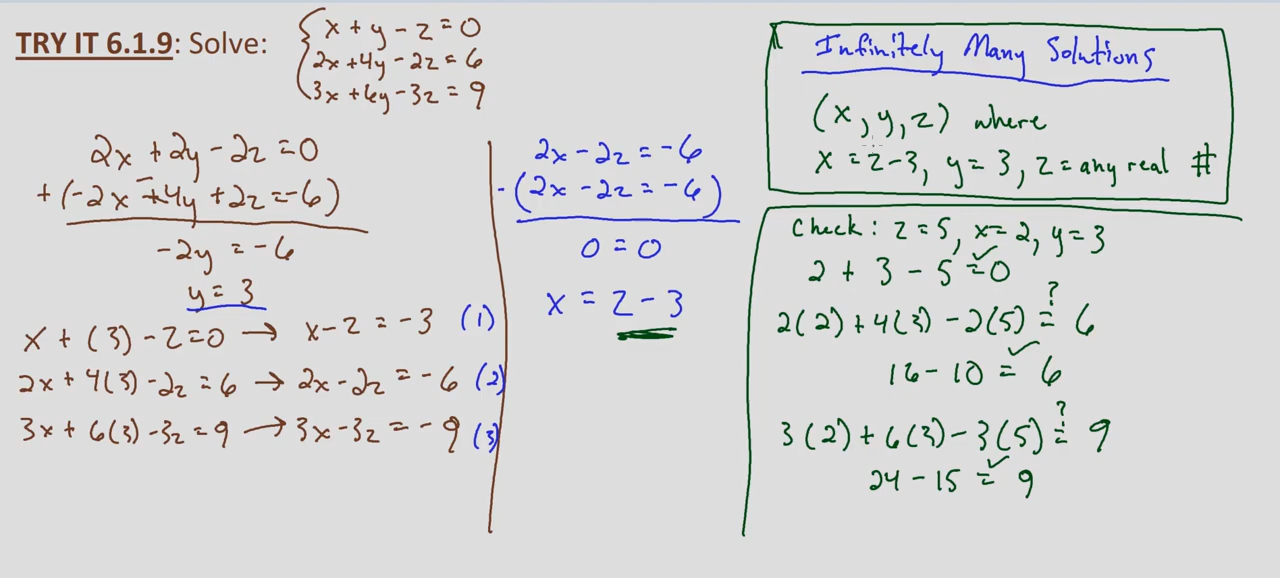 TRY IT 6.1.9: Solve:
x + y - z = 0
2x + 4y - 2z = 6
3x + 6y - 3z = 9
2x + 2y - 2z = 0
+ (-2x - 4y + 2z = -6)
-2y = -6
y = 3
x + (3) - z = 0 → x - z = -3 (1)
2x + 4(3) - 2z = 6 → 2x - 2z = -6 (2)
3x + 6(3) - 3z = 9 → 3x - 3z = -9 (3)
2x - 2z = -6
- (2x - 2z = -6)
0 = 0
x = z - 3
Infinitely Many Solutions
(x, y, z) where
x = z - 3, y = 3, z = any real #
Check: z = 5, x = 2, y = 3
2 + 3 - 5 = 0 ✓
2(2) + 4(3) - 2(5) ≟ 6
16 - 10 = 6 ✓
3(2) + 6(3) - 3(5) ≟ 9
24 - 15 = 9 ✓